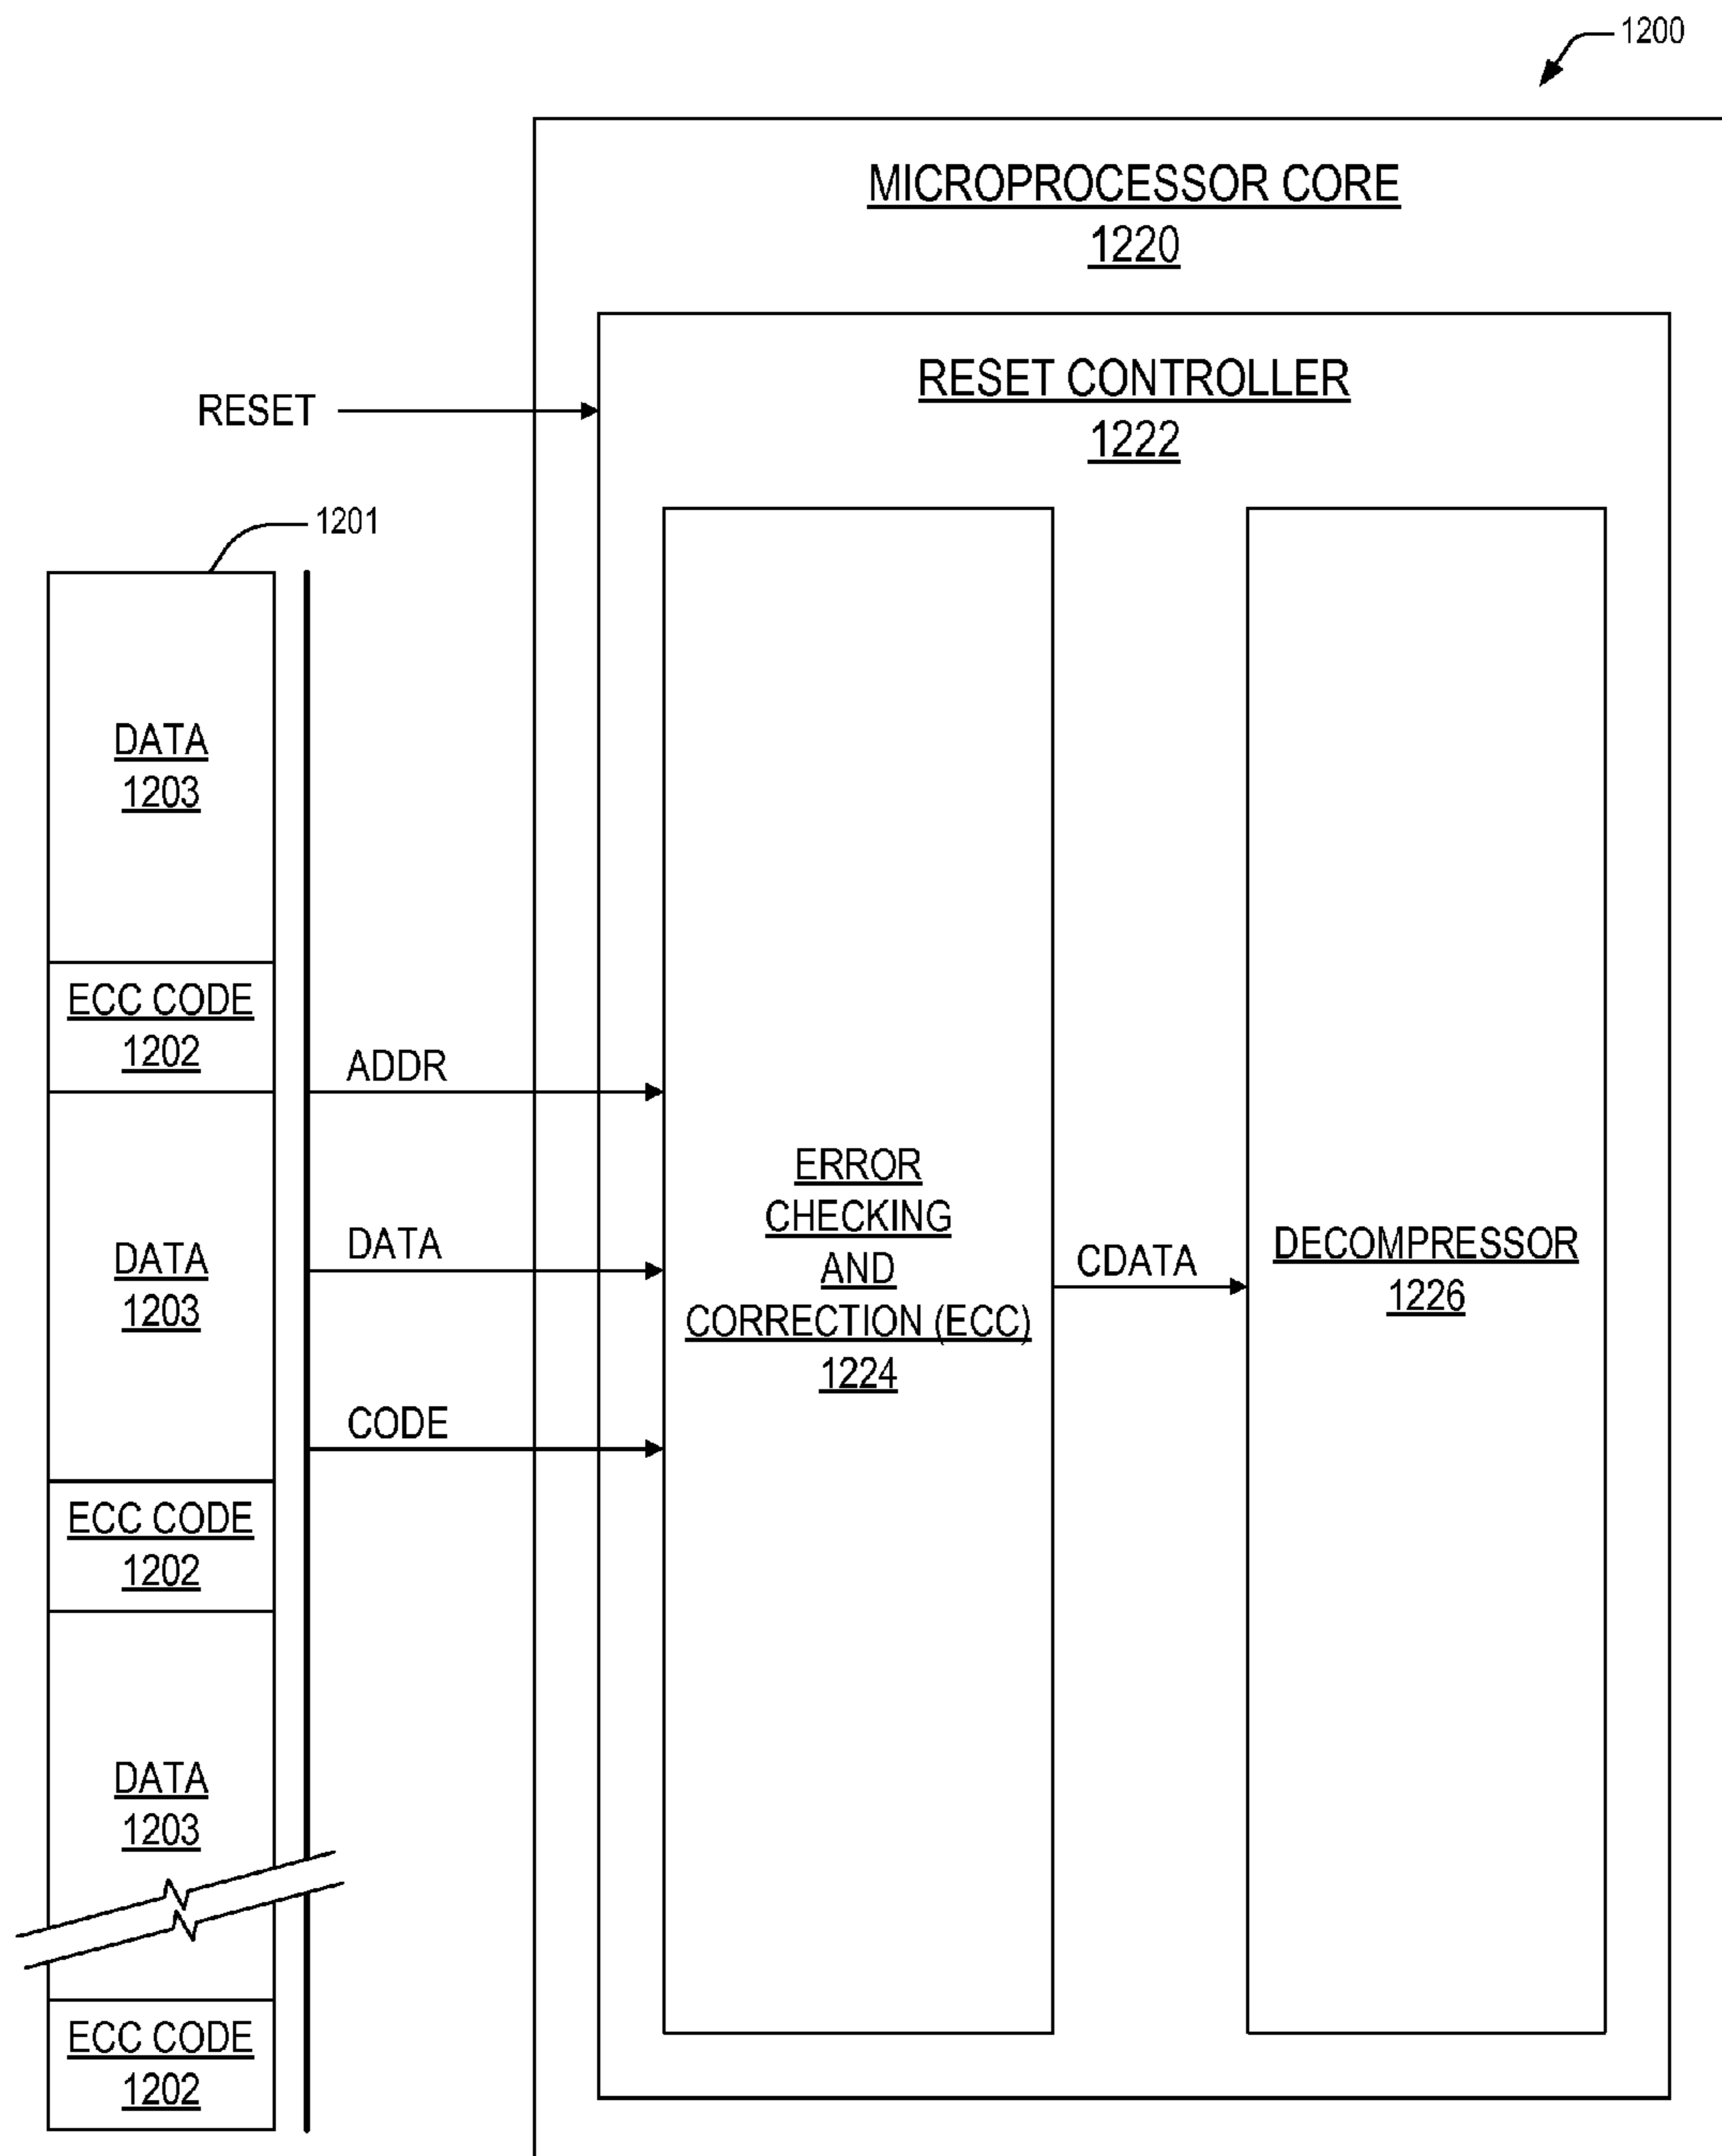 1200
MICROPROCESSOR CORE
1220
RESET CONTROLLER
1222
RESET
1201
DATA
1203
ECC CODE
1202
DATA
1203
ECC CODE
1202
DATA
1203
ECC CODE
1202
ADDR
DATA
CODE
ERROR
CHECKING
AND
CORRECTION (ECC)
1224
CDATA
DECOMPRESSOR
1226